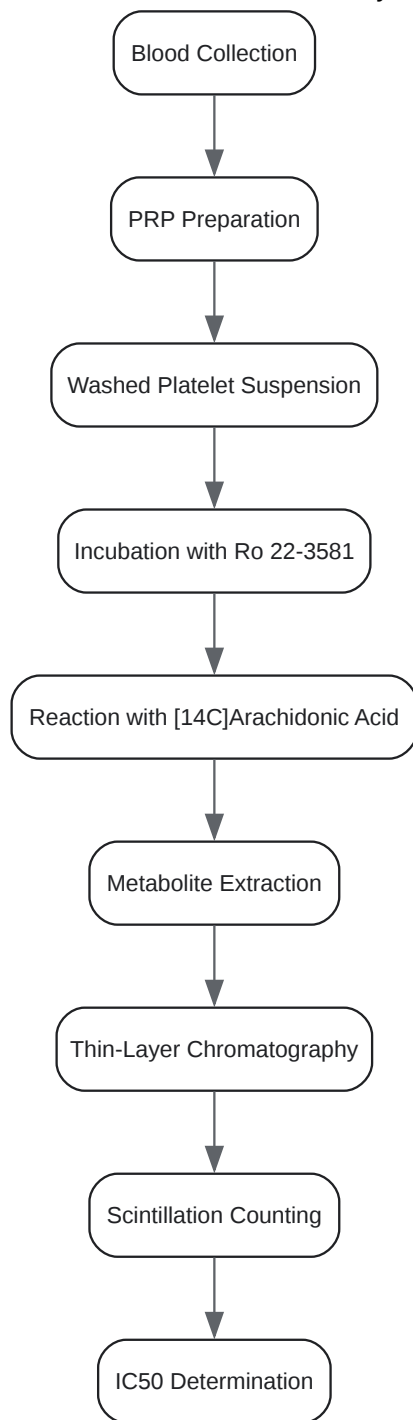 Blood Collection
PRP Preparation
Washed Platelet Suspension
Incubation with Ro 22-3581
Reaction with [14C]Arachidonic Acid
Metabolite Extraction
Thin-Layer Chromatography
Scintillation Counting
IC50 Determination